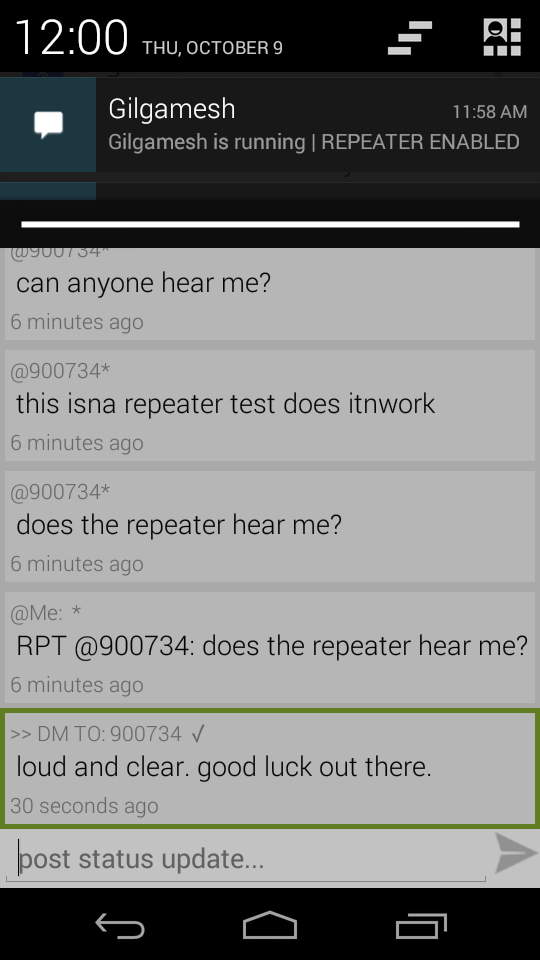 12:00 THU, OCTOBER 9
Gilgamesh 11:58 AM
Gilgamesh is running | REPEATER ENABLED
@900734*
can anyone hear me?
6 minutes ago
@900734*
this isna repeater test does itnwork
6 minutes ago
@900734*
does the repeater hear me?
6 minutes ago
@Me: *
RPT @900734: does the repeater hear me?
6 minutes ago
>> DM TO: 900734 √
loud and clear. good luck out there.
30 seconds ago
post status update...